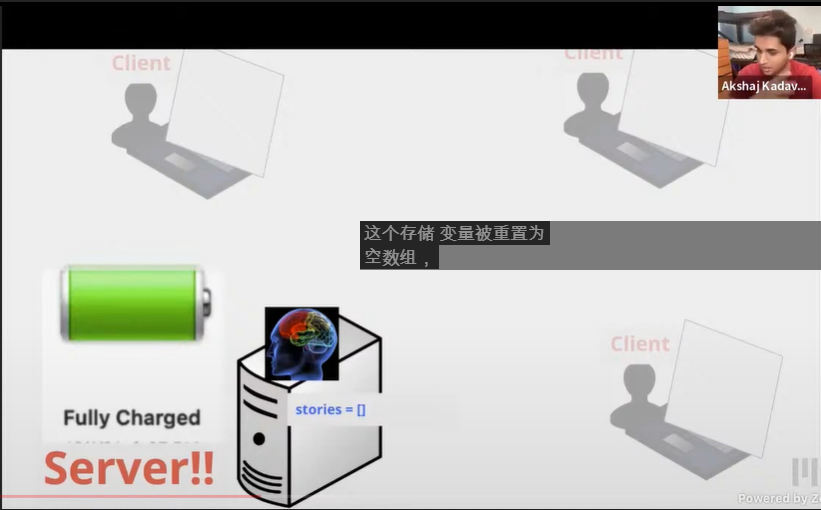 Client
Client
Akshaj Kadav...
这个存储 变量被重置为
空数组，
Client
stories = []
Fully Charged
Server!!
Powered by